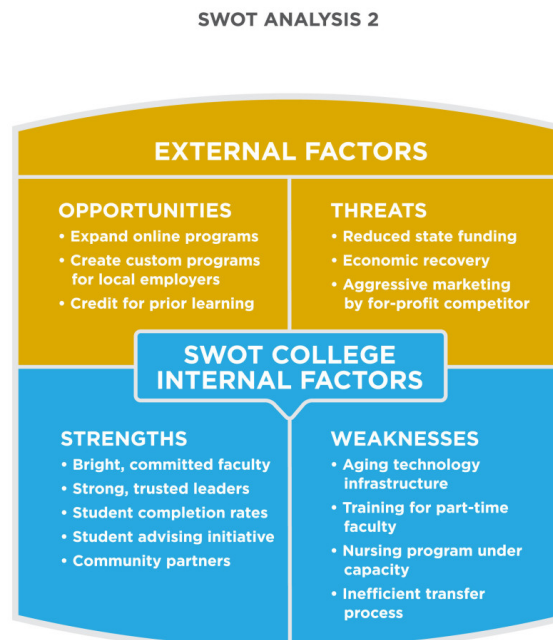 SWOT ANALYSIS 2
EXTERNAL FACTORS
OPPORTUNITIES
• Expand online programs
• Create custom programs
for local employers
• Credit for prior learning
THREATS
• Reduced state funding
• Economic recovery
• Aggressive marketing
by for-profit competitor
SWOT COLLEGE
INTERNAL FACTORS
STRENGTHS
• Bright, committed faculty
• Strong, trusted leaders
• Student completion rates
• Student advising initiative
• Community partners
WEAKNESSES
• Aging technology
infrastructure
• Training for part-time
faculty
• Nursing program under
capacity
• Inefficient transfer
process